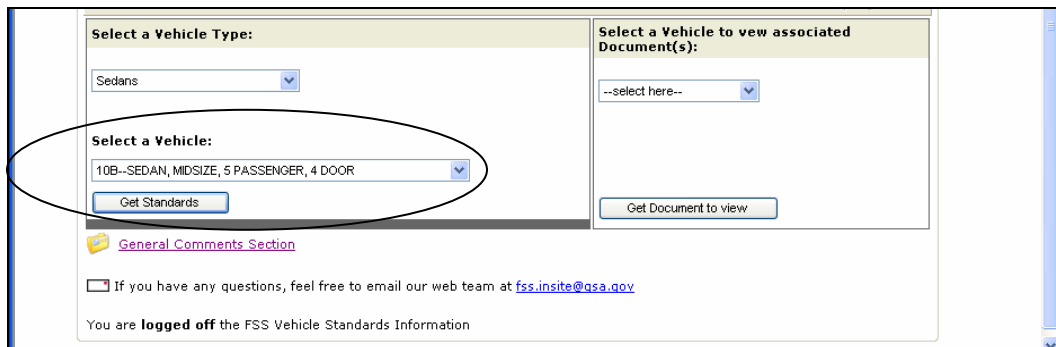 Select a Vehicle Type:
Sedans
Select a Vehicle:
10B--SEDAN, MIDSIZE, 5 PASSENGER, 4 DOOR
Get Standards
Select a Vehicle to vew associated
Document(s):
--select here--
Get Document to view
General Comments Section
If you have any questions, feel free to email our web team at fss.insite@gsa.gov
You are logged off the FSS Vehicle Standards Information